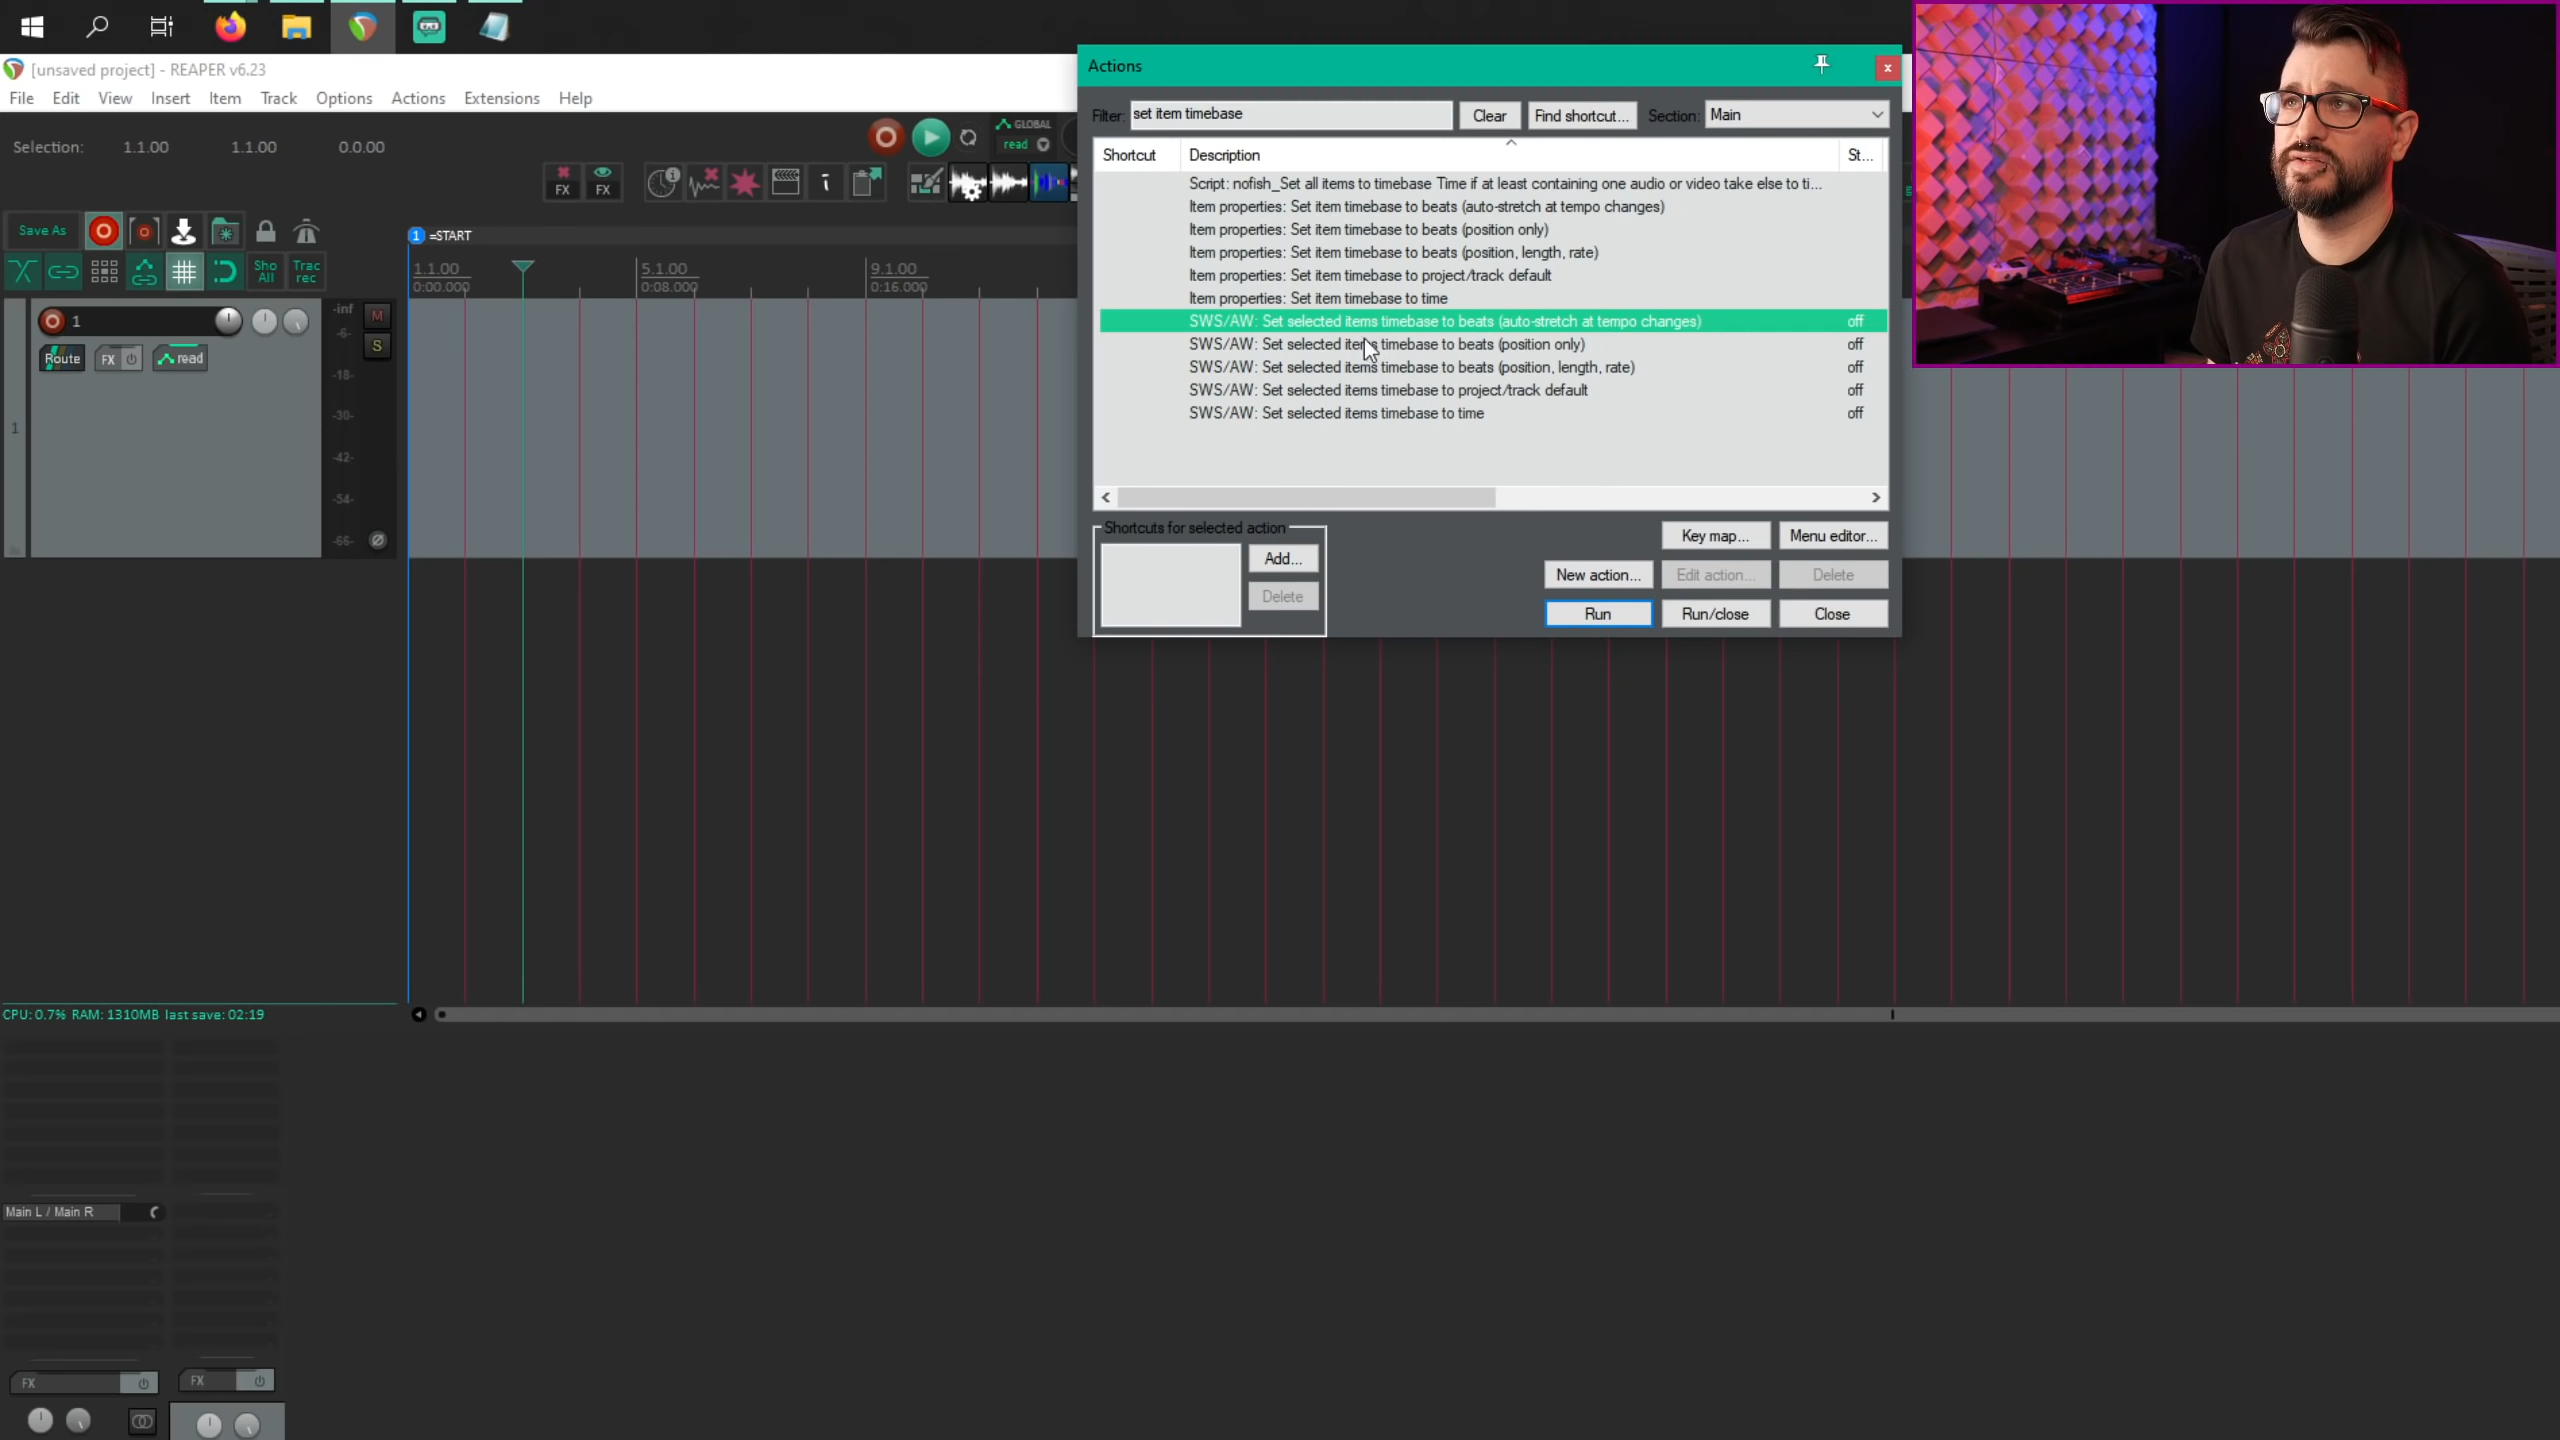 [unsaved project] - REAPER v6.23
File Edit View Insert Item Track Options Actions Extensions Help
Selection: 1.1.00 1.1.00 0.0.00
GLOBAL
read
FX FX
Save As
Sho All
Trac rec
1 =START
1.1.00 5.1.00 9.1.00
0:00.000 0:08.000 0:16.000
1
-inf
M
-6-
S
Route FX read
-18-
-30-
1
-42-
-54-
-66-
Actions
x
Filter: set item timebase Clear Find shortcut... Section: Main
Shortcut Description St...
Script: nofish_Set all items to timebase Time if at least containing one audio or video take else to ti...
Item properties: Set item timebase to beats (auto-stretch at tempo changes)
Item properties: Set item timebase to beats (position only)
Item properties: Set item timebase to beats (position, length, rate)
Item properties: Set item timebase to project/track default
Item properties: Set item timebase to time
SWS/AW: Set selected items timebase to beats (auto-stretch at tempo changes) off
SWS/AW: Set selected items timebase to beats (position only) off
SWS/AW: Set selected items timebase to beats (position, length, rate) off
SWS/AW: Set selected items timebase to project/track default off
SWS/AW: Set selected items timebase to time off
Shortcuts for selected action
Add...
Delete
Key map... Menu editor...
New action... Edit action... Delete
Run Run/close Close
CPU: 0.7% RAM: 1310MB last save: 02:19
Main L / Main R
FX FX